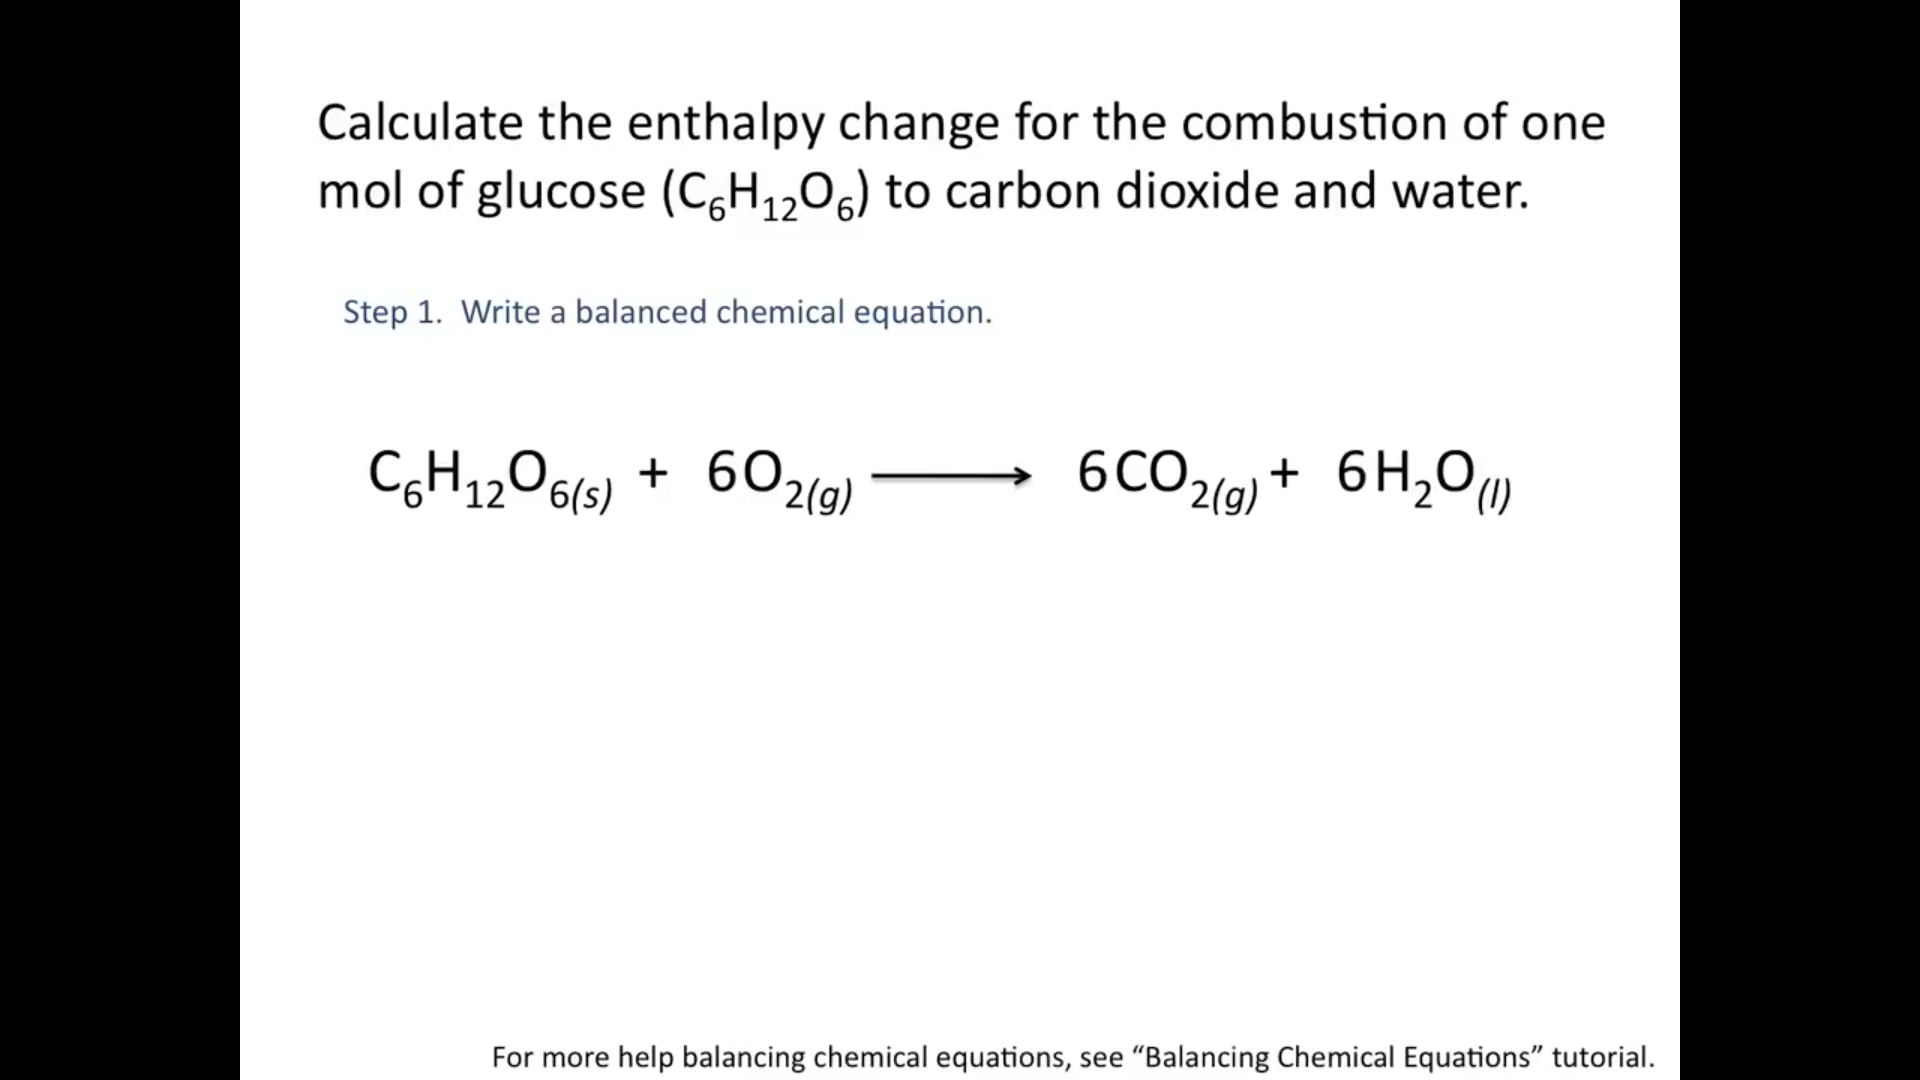 Calculate the enthalpy change for the combustion of one
mol of glucose (C₆H₁₂O₆) to carbon dioxide and water.
Step 1. Write a balanced chemical equation.
C₆H₁₂O₆(s) + 6O₂(g) ⟶ 6CO₂(g) + 6H₂O(l)
For more help balancing chemical equations, see “Balancing Chemical Equations” tutorial.